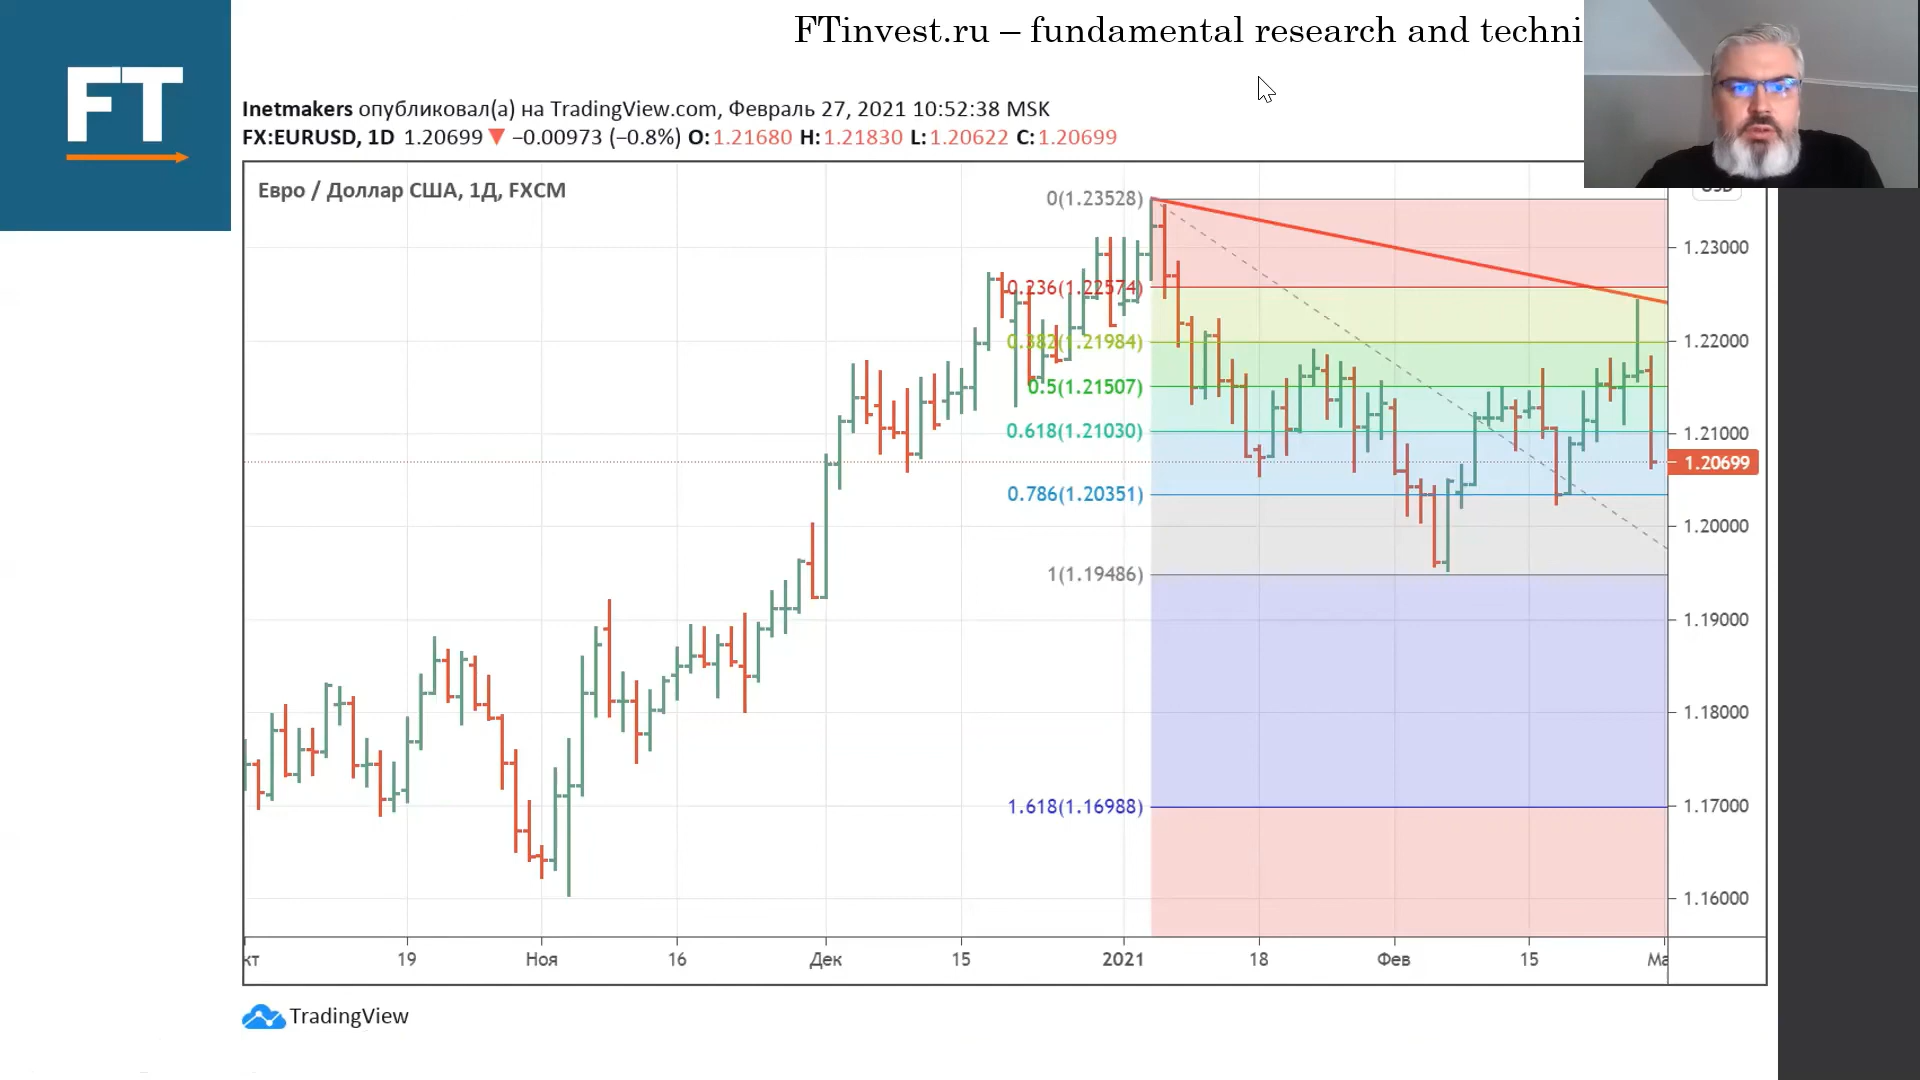 FTinvest.ru – fundamental research and techni
FT
Inetmakers опубликовал(а) на TradingView.com, Февраль 27, 2021 10:52:38 MSK
FX:EURUSD, 1D 1.20699 ▼ −0.00973 (−0.8%) O:1.21680 H:1.21830 L:1.20622 C:1.20699
Евро / Доллар США, 1Д, FXCM
USD
0(1.23528)
1.23000
0.236(1.22574)
0.382(1.21984)
1.22000
0.5(1.21507)
0.618(1.21030)
1.21000
1.20699
0.786(1.20351)
1.20000
1(1.19486)
1.19000
1.18000
1.618(1.16988)
1.17000
1.16000
кт 19 Ноя 16 Дек 15 2021 18 Фев 15 Ма
TradingView